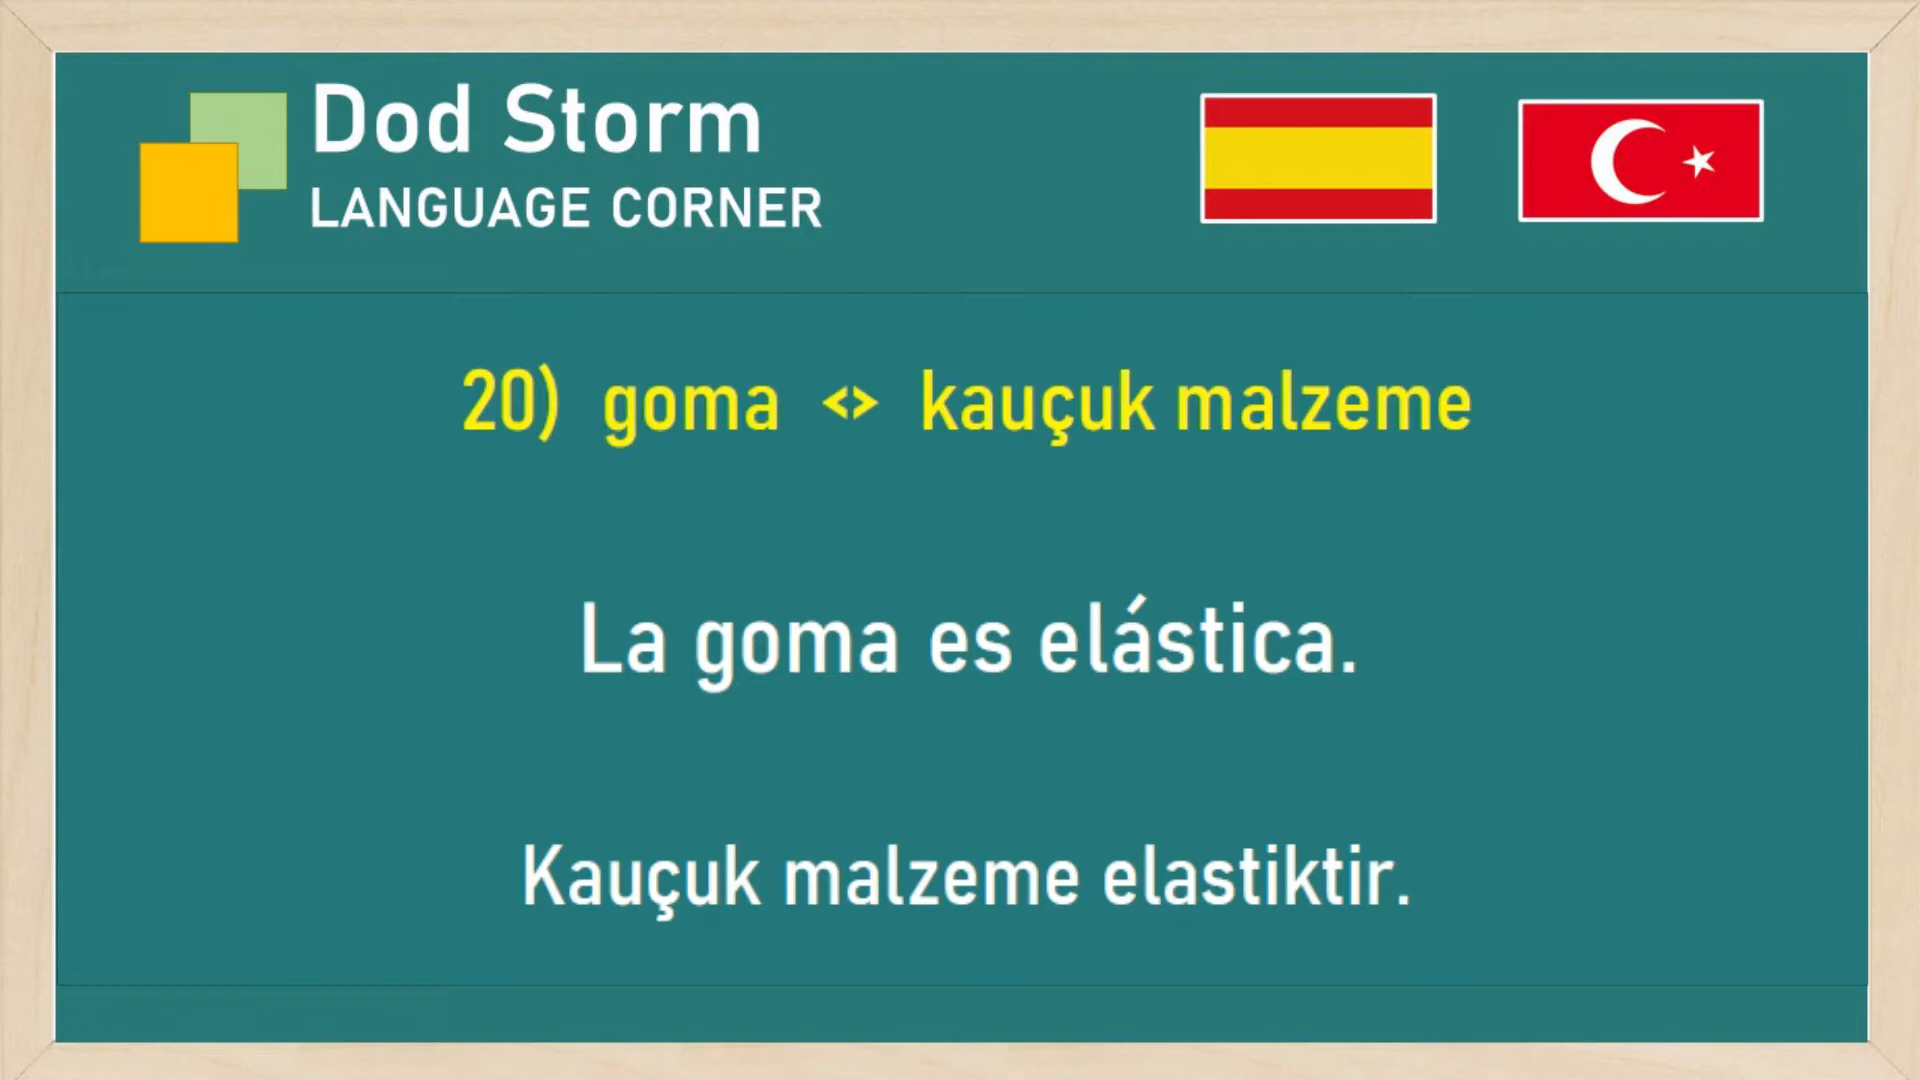 Dod Storm
LANGUAGE CORNER
20) goma <> kauçuk malzeme
La goma es elástica.
Kauçuk malzeme elastiktir.